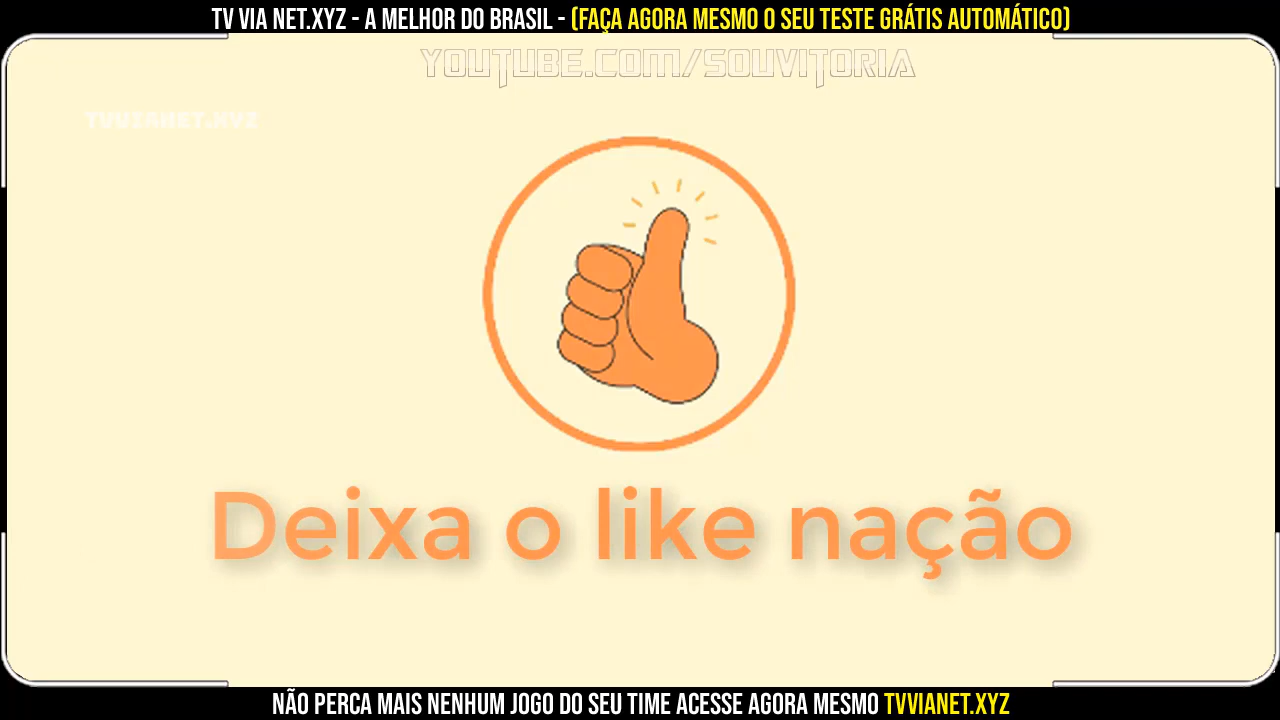 TV VIA NET.XYZ - A MELHOR DO BRASIL - (FAÇA AGORA MESMO O SEU TESTE GRÁTIS AUTOMÁTICO)
YOUTUBE.COM/SOUVITORIA
TVVIANET.XYZ
Deixa o like nação
NÃO PERCA MAIS NENHUM JOGO DO SEU TIME ACESSE AGORA MESMO TVVIANET.XYZ